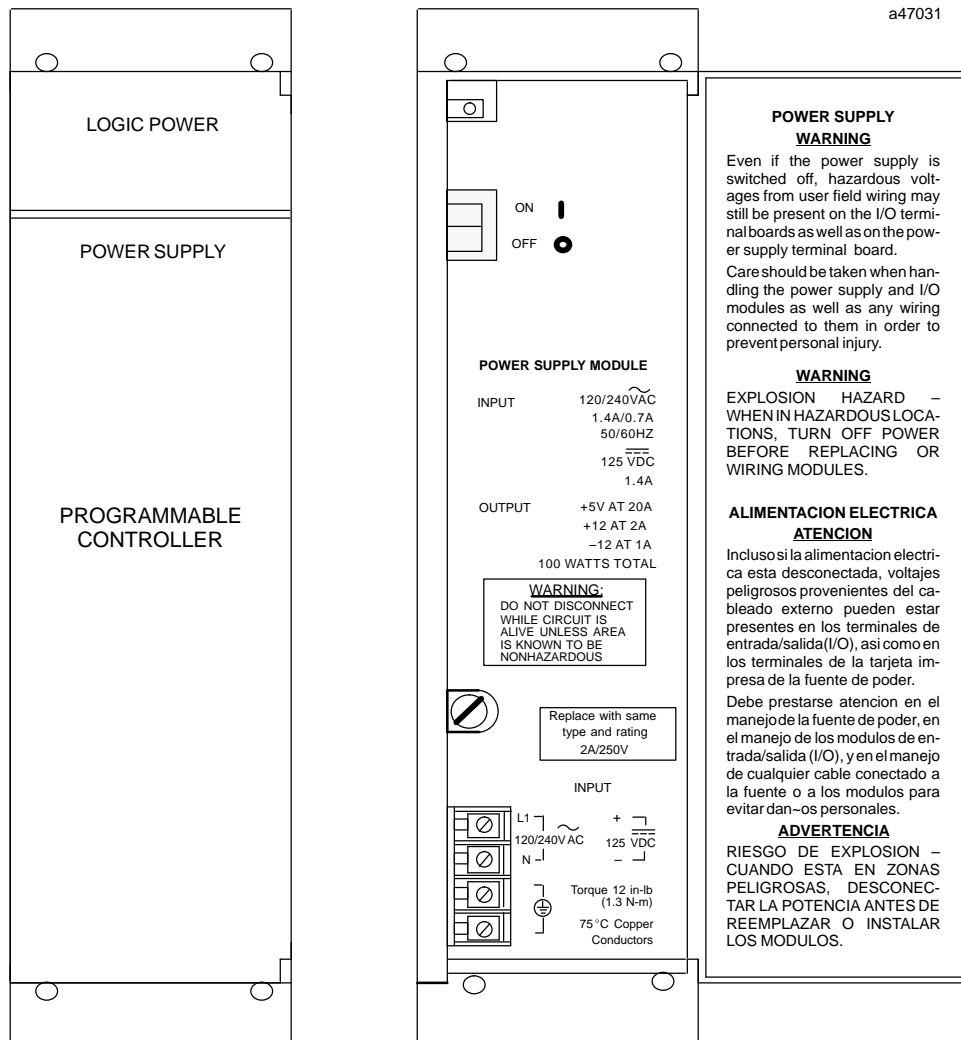 a47031
LOGIC POWER
POWER SUPPLY
PROGRAMMABLE
CONTROLLER
ON
OFF
POWER SUPPLY MODULE
INPUT 120/240VAC
1.4A/0.7A
50/60HZ
125 VDC
1.4A
OUTPUT +5V AT 20A
+12 AT 2A
–12 AT 1A
100 WATTS TOTAL
WARNING:
DO NOT DISCONNECT
WHILE CIRCUIT IS
ALIVE UNLESS AREA
IS KNOWN TO BE
NONHAZARDOUS
Replace with same
type and rating
2A/250V
INPUT
L1 +
120/240V AC 125 VDC
N –
Torque 12 in-lb
(1.3 N-m)
75°C Copper
Conductors
POWER SUPPLY
WARNING
Even if the power supply is
switched off, hazardous volt-
ages from user field wiring may
still be present on the I/O termi-
nal boards as well as on the pow-
er supply terminal board.
Care should be taken when han-
dling the power supply and I/O
modules as well as any wiring
connected to them in order to
prevent personal injury.
WARNING
EXPLOSION HAZARD –
WHEN IN HAZARDOUS LOCA-
TIONS, TURN OFF POWER
BEFORE REPLACING OR
WIRING MODULES.
ALIMENTACION ELECTRICA
ATENCION
Incluso si la alimentacion electri-
ca esta desconectada, voltajes
peligrosos provenientes del ca-
bleado externo pueden estar
presentes en los terminales de
entrada/salida(I/O), asi como en
los terminales de la tarjeta im-
presa de la fuente de poder.
Debe prestarse atencion en el
manejo de la fuente de poder, en
el manejo de los modulos de en-
trada/salida (I/O), y en el manejo
de cualquier cable conectado a
la fuente o a los modulos para
evitar dan~os personales.
ADVERTENCIA
RIESGO DE EXPLOSION –
CUANDO ESTA EN ZONAS
PELIGROSAS, DESCONEC-
TAR LA POTENCIA ANTES DE
REEMPLAZAR O INSTALAR
LOS MODULOS.